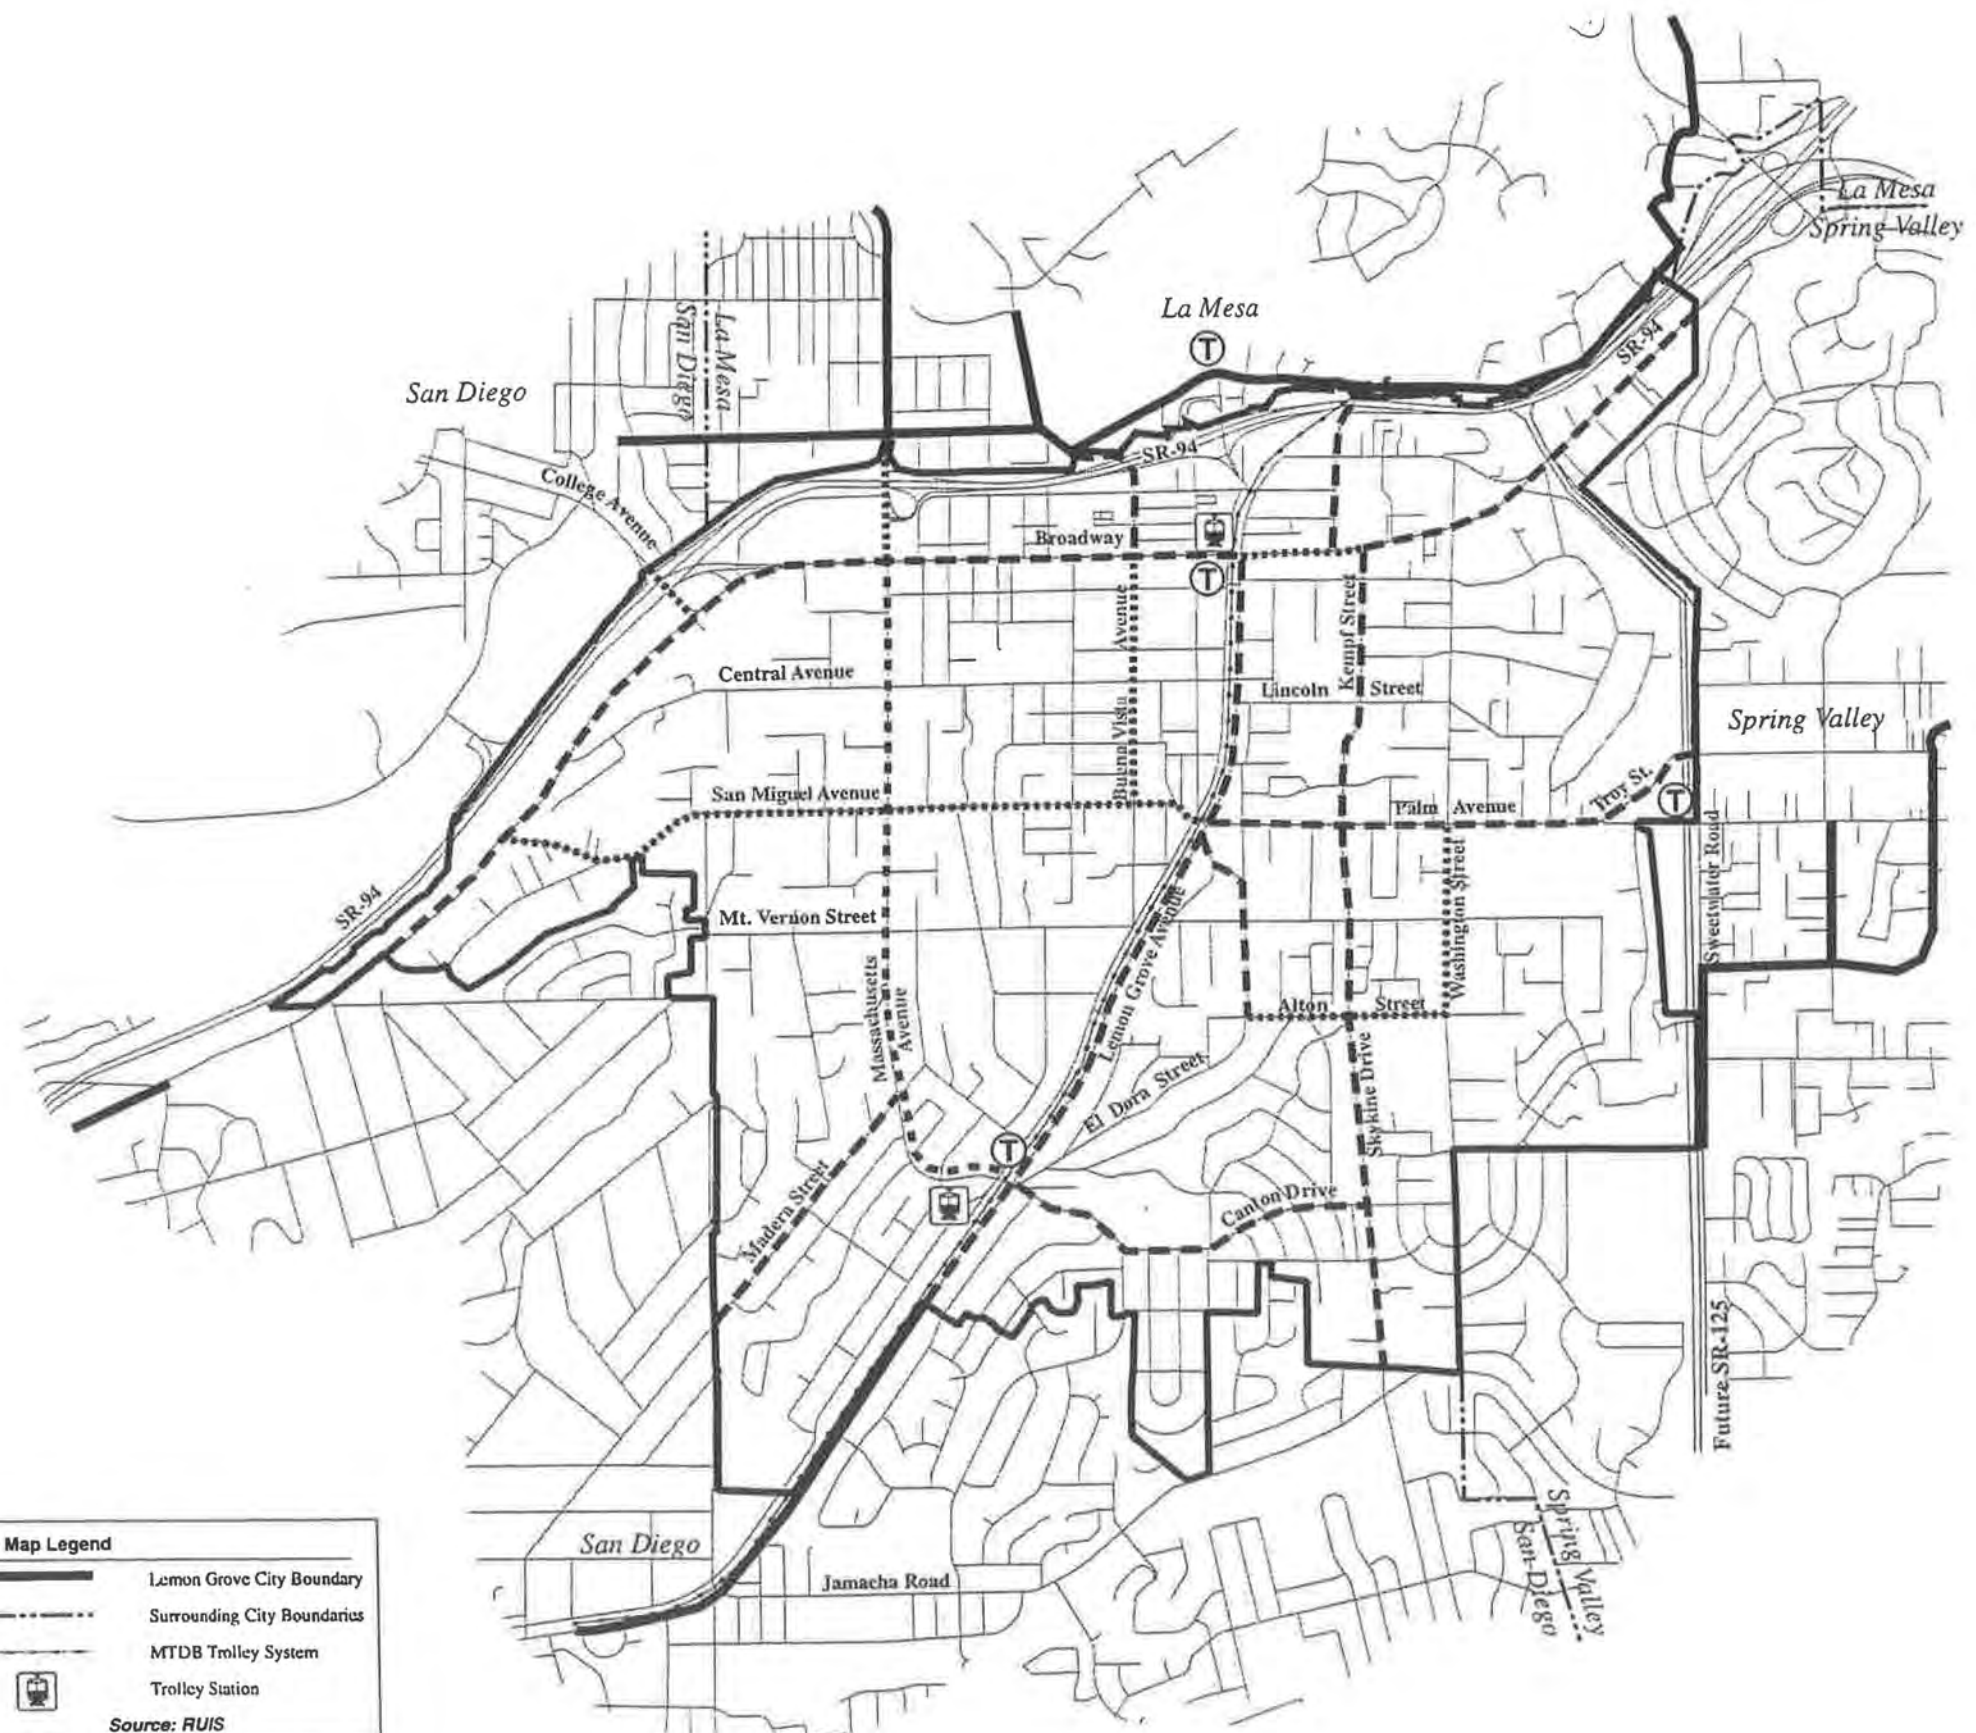 La Mesa
Spring Valley
La Mesa
T
SR-94
La Mesa
San Diego
San Diego
SR-94
College Avenue
Broadway
T
Avenue
Kempf Street
Central Avenue
Lincoln Street
Buena Vista
Spring Valley
San Miguel Avenue
Palm Avenue
Troy St.
T
Sweetwater Road
Washington Street
SR-94
Mt. Vernon Street
Lemon Grove Avenue
Massachusetts
Avenue
Alton Street
El Dora Street
Skykine Drive
T
Madera Street
Canton Drive
Future SR-125
San Diego
Spring Valley
San Diego
Jamacha Road
Map Legend
Lemon Grove City Boundary
Surrounding City Boundaries
MTDB Trolley System
Trolley Station
Source: RUIS